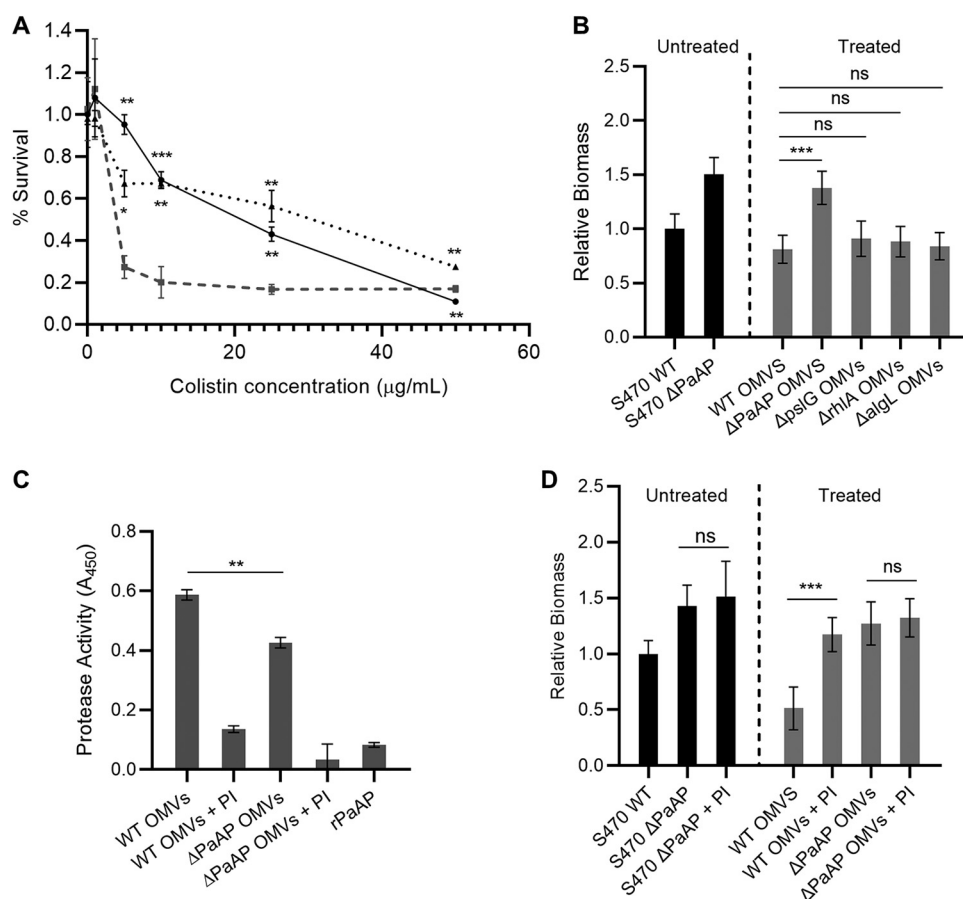 A
1.4
1.2
1.0
0.8
0.6
0.4
0.2
0.0
% Survival
**
***
*
**
**
**
**
**
0
20
40
60
Colistin concentration (μg/mL)
B
Untreated
Treated
2.5
2.0
1.5
1.0
0.5
0.0
Relative Biomass
ns
ns
ns
***
S470 WT
S470 ΔPaAP
WT OMVS
ΔPaAP OMVS
ΔpslG OMVs
ΔrhlA OMVs
ΔalgL OMVs
C
0.8
0.6
0.4
0.2
0.0
Protease Activity (A450)
**
WT OMVs
WT OMVs + PI
ΔPaAP OMVs
ΔPaAP OMVs + PI
rPaAP
D
Untreated
Treated
2.5
2.0
1.5
1.0
0.5
0.0
Relative Biomass
ns
***
ns
S470 WT
S470 ΔPaAP
S470 ΔPaAP + PI
WT OMVS
WT OMVs + PI
ΔPaAP OMVs
ΔPaAP OMVs + PI